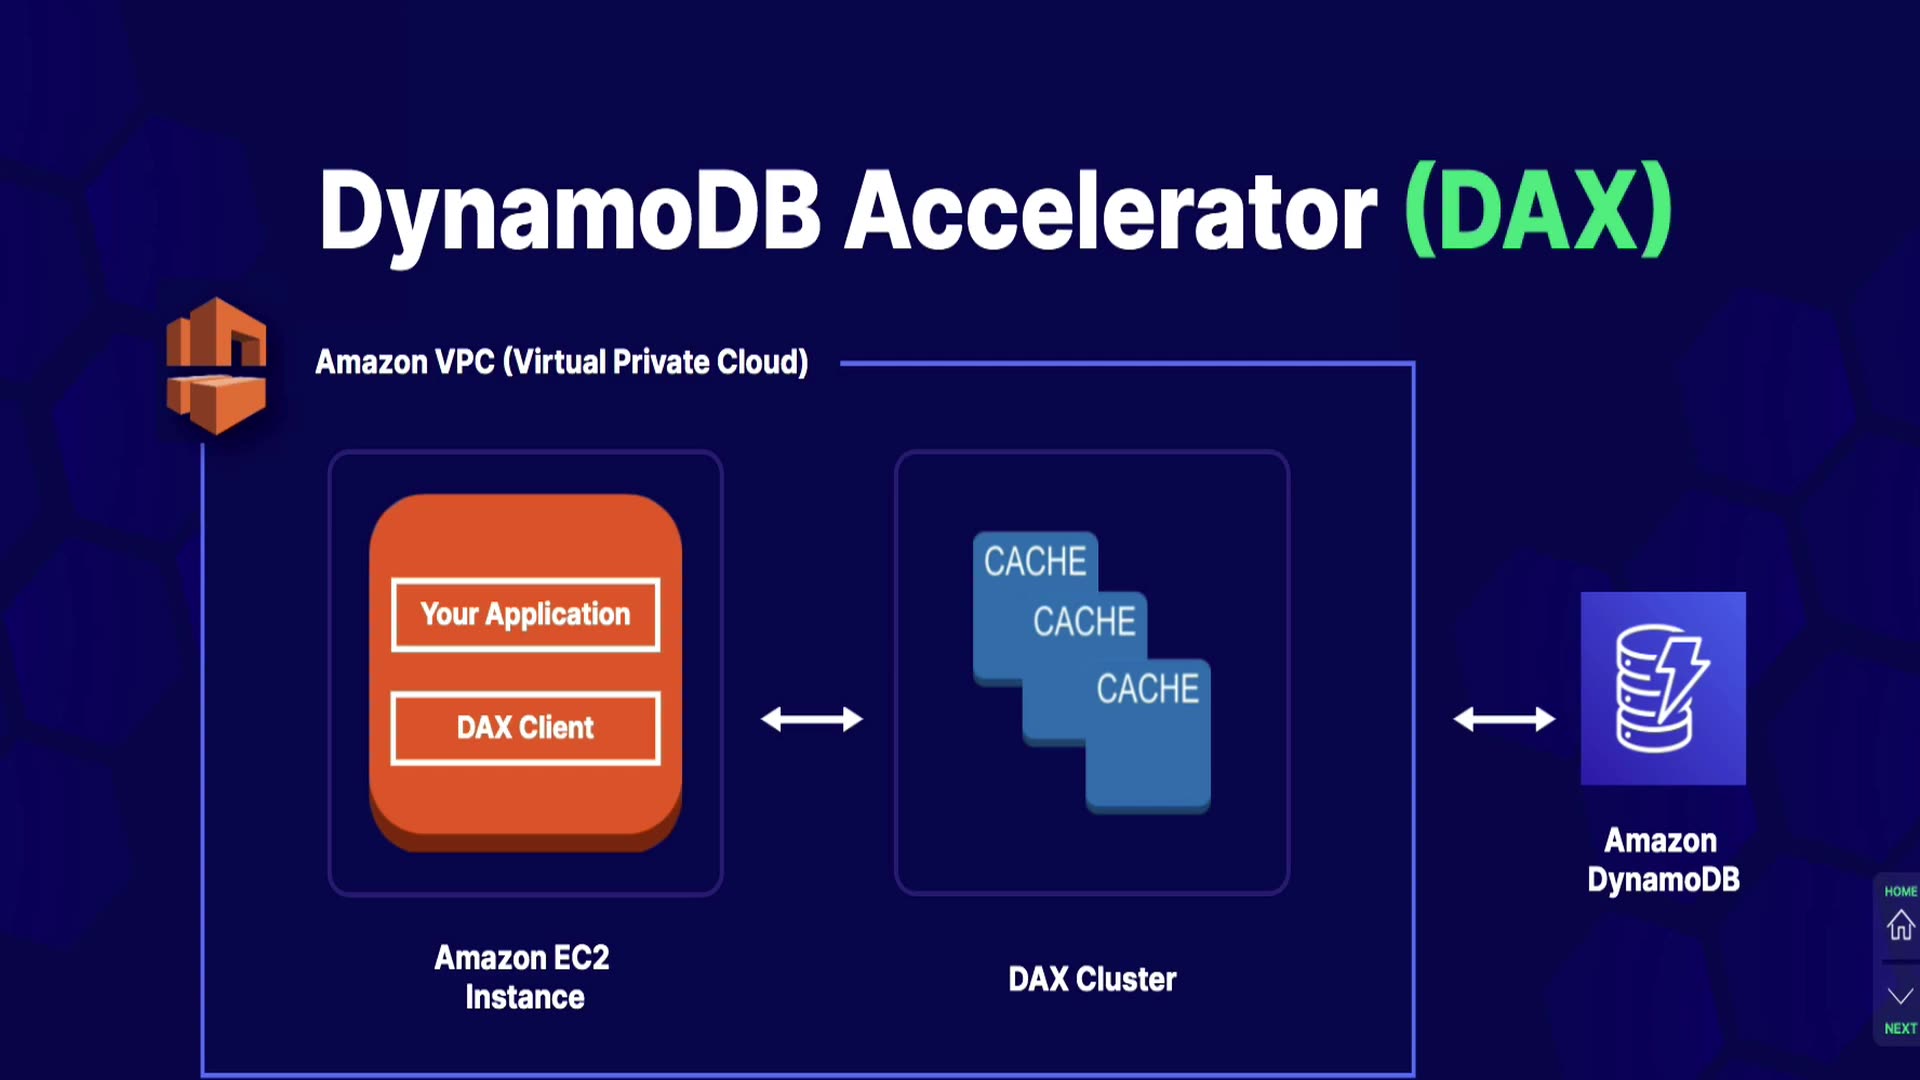 DynamoDB Accelerator (DAX)
Amazon VPC (Virtual Private Cloud)
Your Application
DAX Client
Amazon EC2
Instance
CACHE
CACHE
CACHE
DAX Cluster
Amazon
DynamoDB
HOME
NEXT